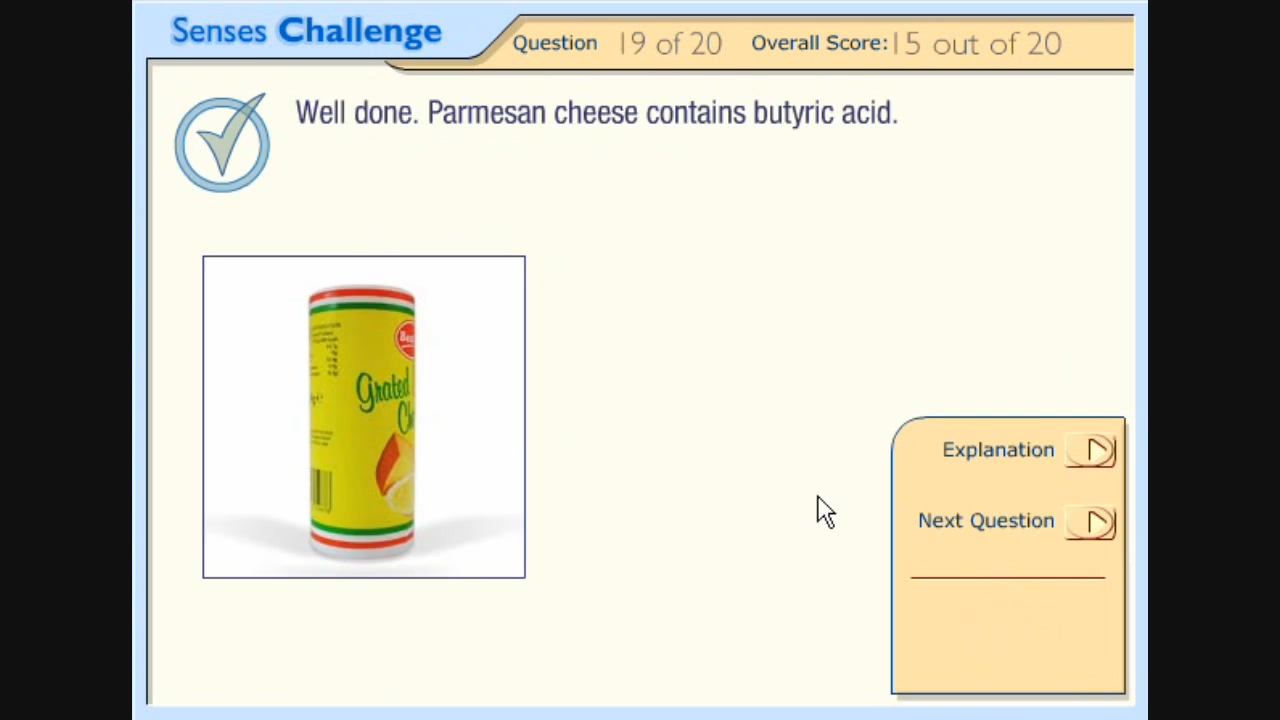 Senses Challenge
Question 19 of 20 Overall Score: 15 out of 20
Well done. Parmesan cheese contains butyric acid.
Grated
Explanation
Next Question